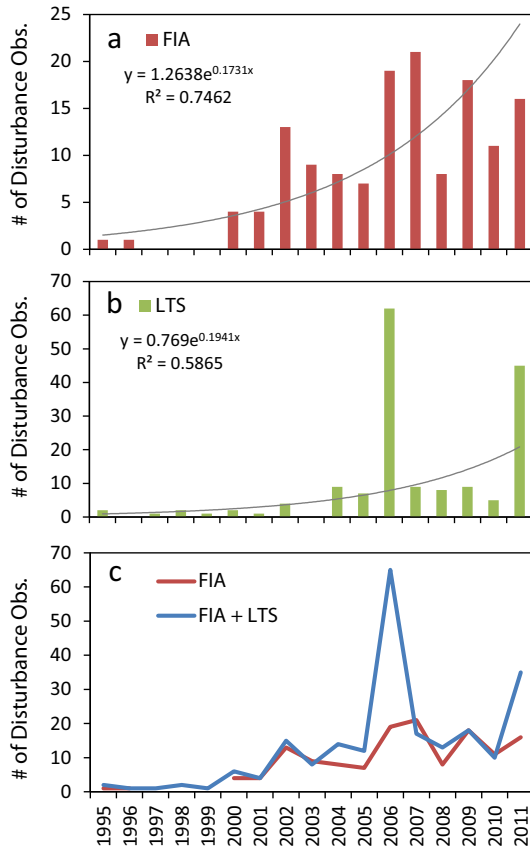 25
20
15
10
5
0
# of Disturbance Obs.
a
FIA
y = 1.2638e^0.1731x
R² = 0.7462
70
60
50
40
30
20
10
0
# of Disturbance Obs.
b
LTS
y = 0.769e^0.1941x
R² = 0.5865
70
60
50
40
30
20
10
0
# of Disturbance Obs.
c
FIA
FIA + LTS
1995
1996
1997
1998
1999
2000
2001
2002
2003
2004
2005
2006
2007
2008
2009
2010
2011